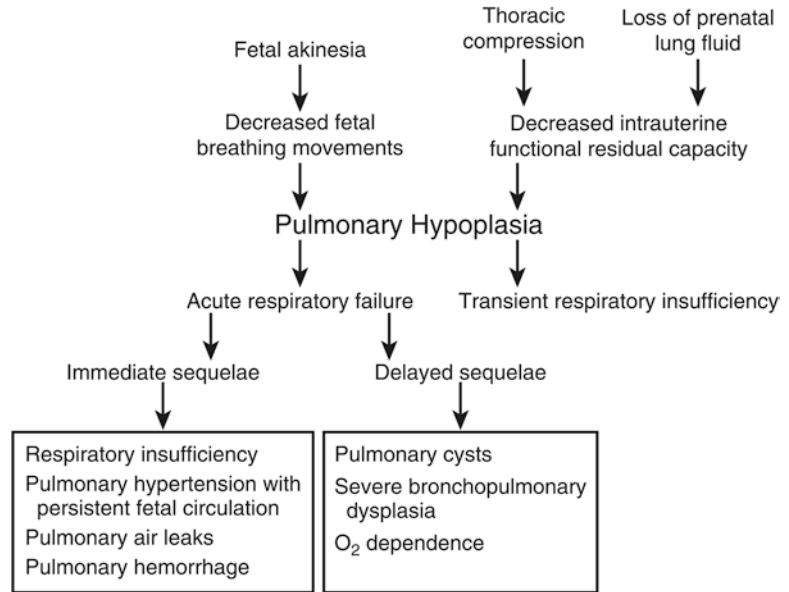 Fetal akinesia
Thoracic
compression
Loss of prenatal
lung fluid
Decreased fetal
breathing movements
Decreased intrauterine
functional residual capacity
Pulmonary Hypoplasia
Acute respiratory failure
Transient respiratory insufficiency
Immediate sequelae
Delayed sequelae
Respiratory insufficiency
Pulmonary hypertension with
persistent fetal circulation
Pulmonary air leaks
Pulmonary hemorrhage
Pulmonary cysts
Severe bronchopulmonary
dysplasia
O₂ dependence